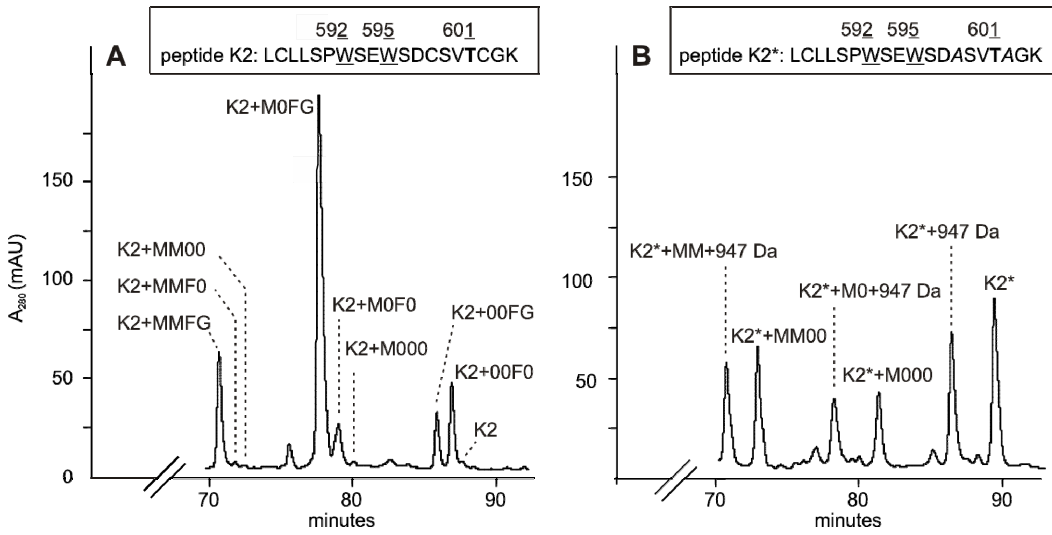 592 595 601
A peptide K2: LCLLSPWSEWSDCSVTCGK
K2+M0FG
150
K2+MM00
K2+MMF0
K2+MMFG
100
K2+M0F0
K2+M000
K2+00FG
K2+00F0
K2
50
0
A280 (mAU)
70 80 90
minutes
592 595 601
B peptide K2*: LCLLSPWSEWSDASVTAGK
150
K2*+MM+947 Da
K2*+947 Da
K2*+M0+947 Da
K2*
100
K2*+MM00
K2*+M000
50
70 80 90
minutes